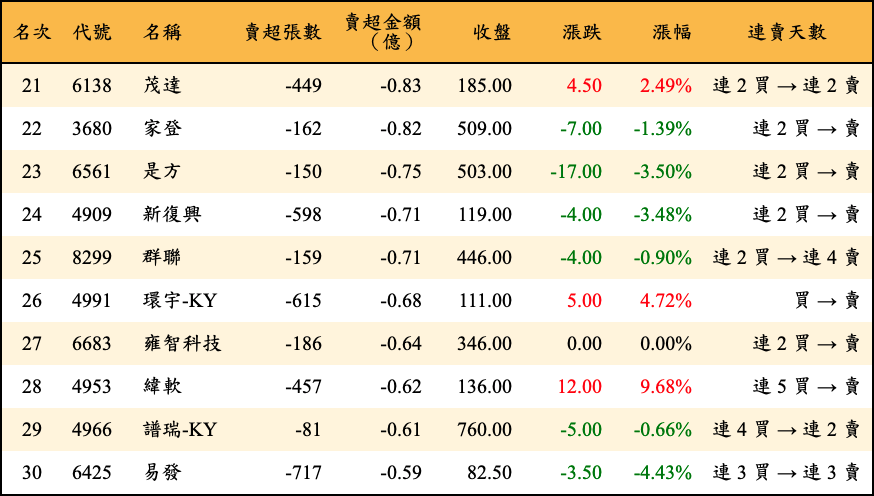 名次 代號 名稱 賣超張數 賣超金額（億） 收盤 漲跌 漲幅 連賣天數
21 6138 茂達 -449 -0.83 185.00 4.50 2.49% 連 2 買 → 連 2 賣
22 3680 家登 -162 -0.82 509.00 -7.00 -1.39% 連 2 買 → 賣
23 6561 是方 -150 -0.75 503.00 -17.00 -3.50% 連 2 買 → 賣
24 4909 新復興 -598 -0.71 119.00 -4.00 -3.48% 連 2 買 → 賣
25 8299 群聯 -159 -0.71 446.00 -4.00 -0.90% 連 2 買 → 連 4 賣
26 4991 環宇-KY -615 -0.68 111.00 5.00 4.72% 買 → 賣
27 6683 雍智科技 -186 -0.64 346.00 0.00 0.00% 連 2 買 → 賣
28 4953 緯軟 -457 -0.62 136.00 12.00 9.68% 連 5 買 → 賣
29 4966 譜瑞-KY -81 -0.61 760.00 -5.00 -0.66% 連 4 買 → 連 2 賣
30 6425 易發 -717 -0.59 82.50 -3.50 -4.43% 連 3 買 → 連 3 賣